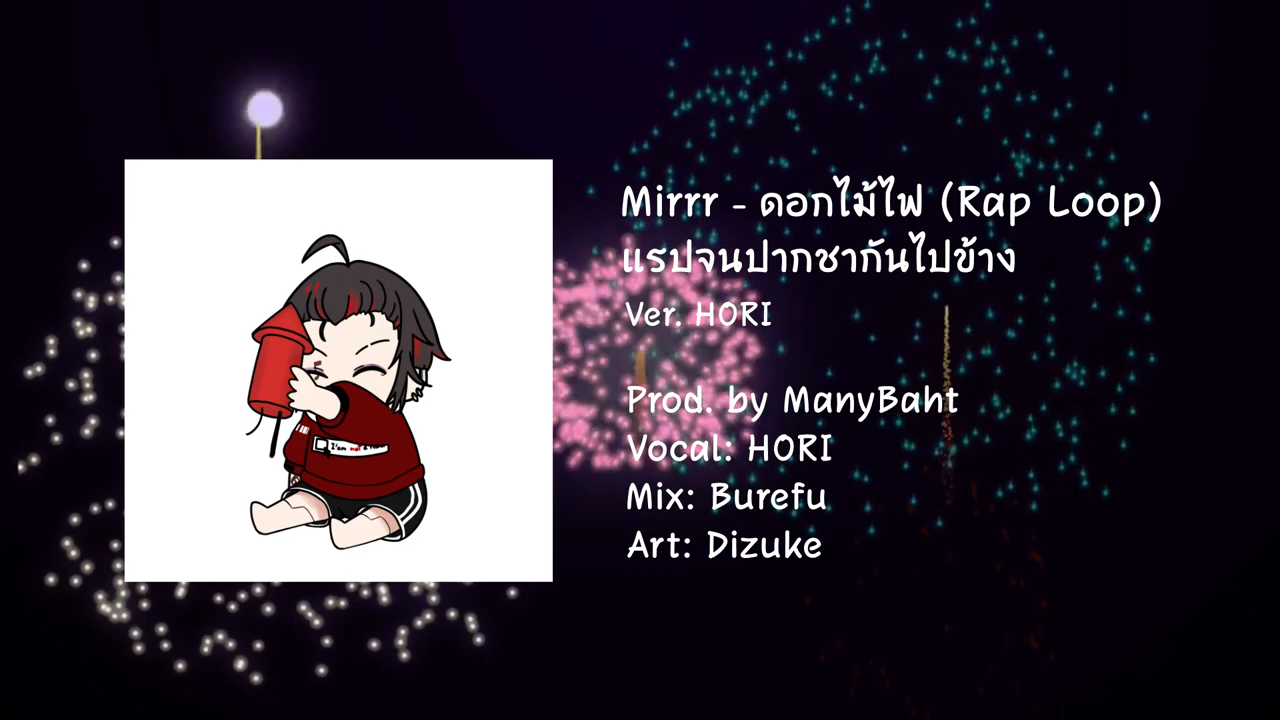 Mirrr - ดอกไม้ไฟ (Rap Loop)
แรปจนปากชากันไปข้าง
Ver. HORI
Prod. by ManyBaht
Vocal: HORI
Mix: Burefu
Art: Dizuke
I'am not a